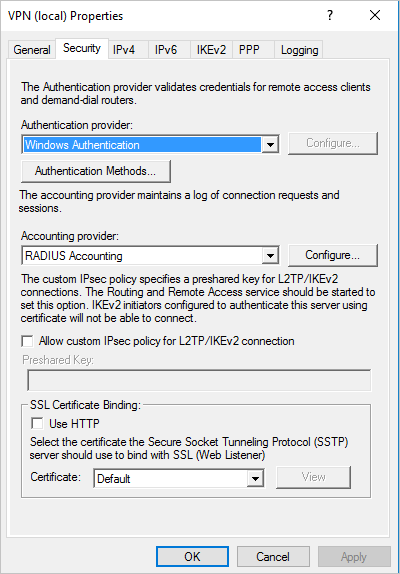 VPN (local) Properties
General Security IPv4 IPv6 IKEv2 PPP Logging
The Authentication provider validates credentials for remote access clients
and demand-dial routers.
Authentication provider:
Windows Authentication
Configure...
Authentication Methods...
The accounting provider maintains a log of connection requests and
sessions.
Accounting provider:
RADIUS Accounting
Configure...
The custom IPsec policy specifies a preshared key for L2TP/IKEv2
connections. The Routing and Remote Access service should be started to
set this option. IKEv2 initiators configured to authenticate this server using
certificate will not be able to connect.
Allow custom IPsec policy for L2TP/IKEv2 connection
Preshared Key:
SSL Certificate Binding:
Use HTTP
Select the certificate the Secure Socket Tunneling Protocol (SSTP)
server should use to bind with SSL (Web Listener)
Certificate: Default View
OK Cancel Apply